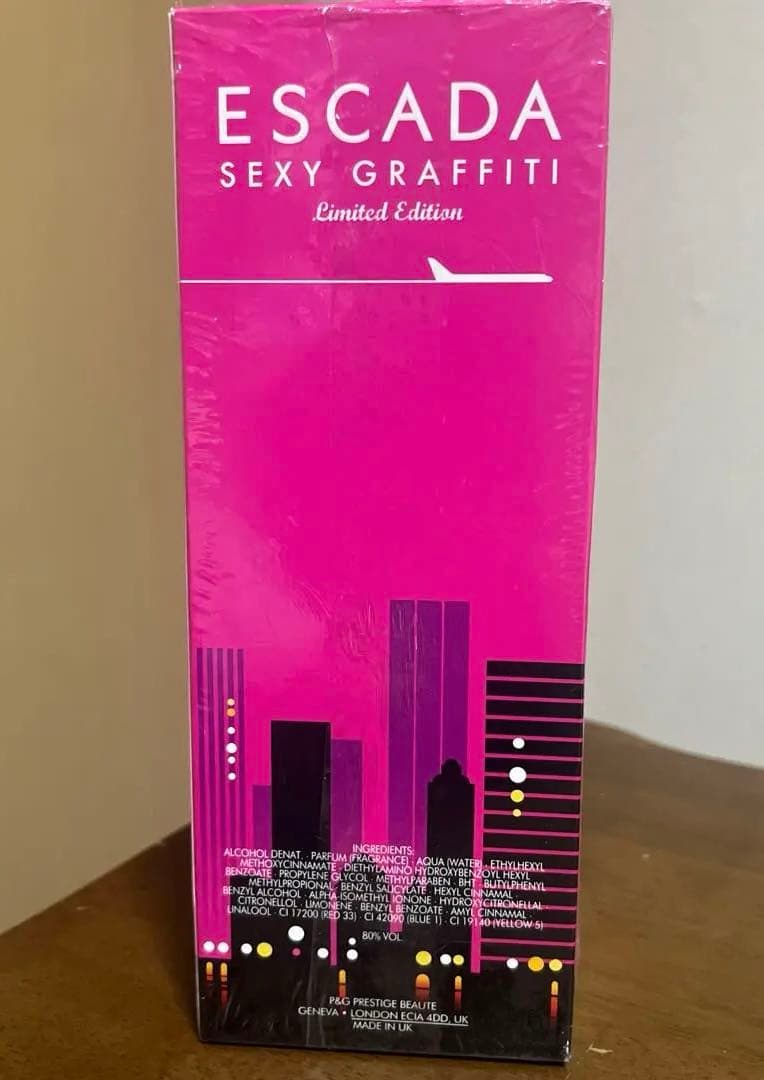 ESCADA
SEXY GRAFFITI
Limited Edition
INGREDIENTS:
ALCOHOL DENAT. · PARFUM (FRAGRANCE) · AQUA (WATER) · ETHYLHEXYL
METHOXYCINNAMATE · DIETHYLAMINO HYDROXYBENZOYL HEXYL
BENZOATE · PROPYLENE GLYCOL · METHYLPARABEN · BHT · BUTYLPHENYL
METHYLPROPIONAL · BENZYL SALICYLATE · HEXYL CINNAMAL ·
BENZYL ALCOHOL · ALPHA-ISOMETHYL IONONE · HYDROXYCITRONELLAL ·
CITRONELLOL · LIMONENE · BENZYL BENZOATE · AMYL CINNAMAL ·
LINALOOL · CI 17200 (RED 33) · CI 42090 (BLUE 1) · CI 19140 (YELLOW 5)
80% VOL.
P&G PRESTIGE BEAUTE
GENEVA • LONDON ECIA 4DD, UK
MADE IN UK